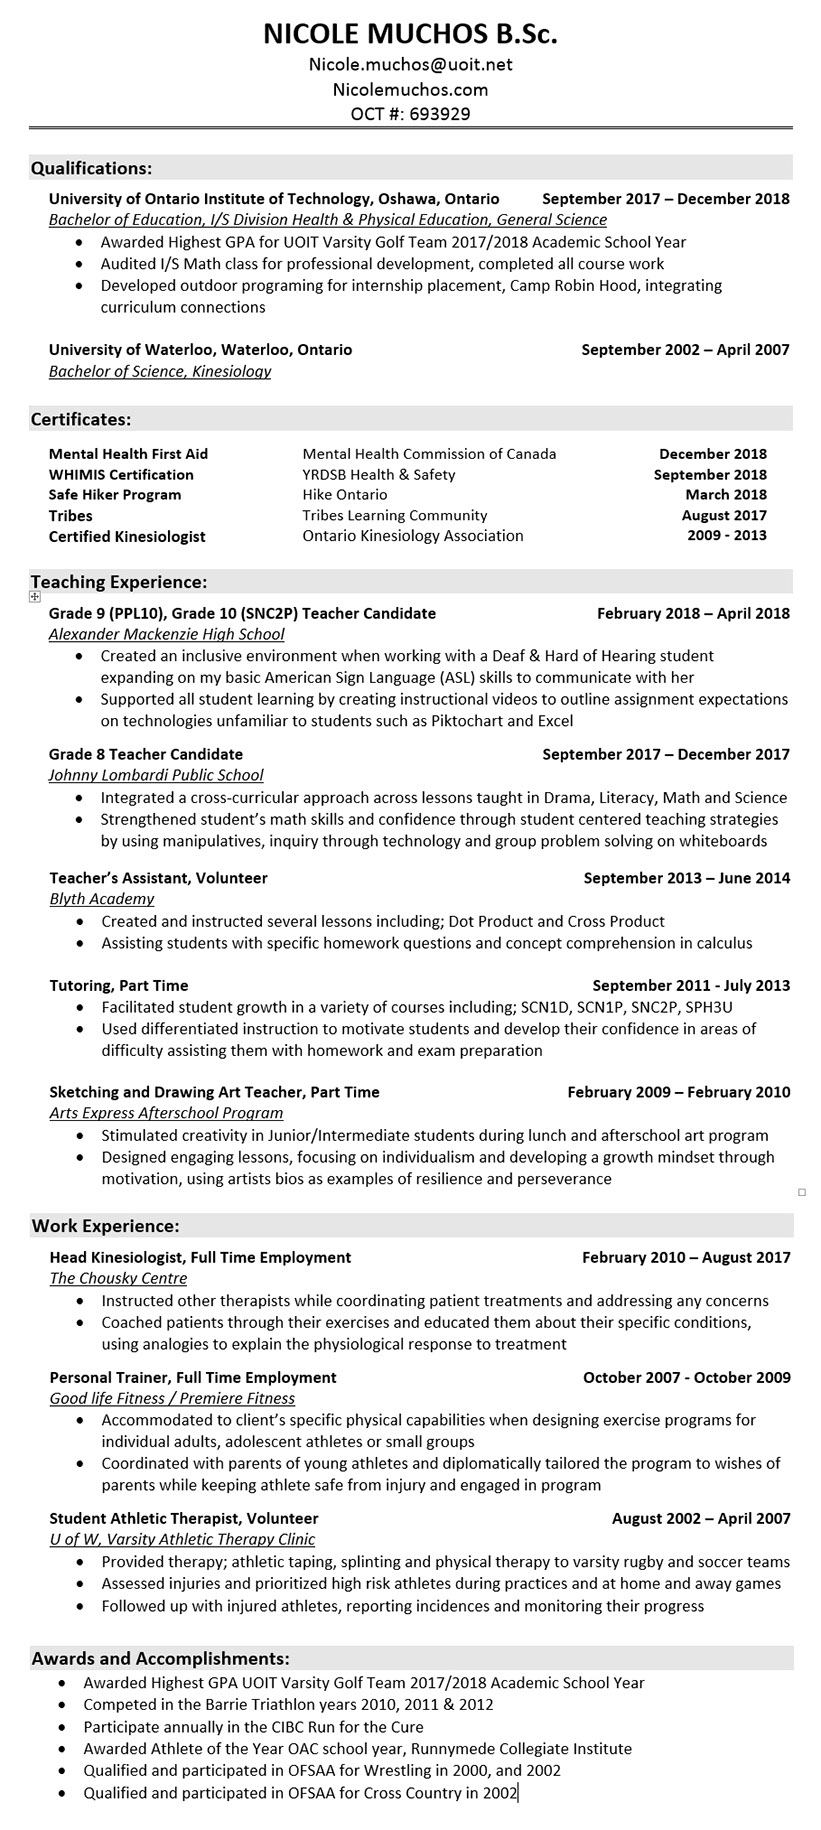 NICOLE MUCHOS B.Sc.
Nicole.muchos@uoit.net
Nicolemuchos.com
OCT #: 693929
Qualifications:
University of Ontario Institute of Technology, Oshawa, Ontario September 2017 – December 2018
Bachelor of Education, I/S Division Health & Physical Education, General Science
• Awarded Highest GPA for UOIT Varsity Golf Team 2017/2018 Academic School Year
• Audited I/S Math class for professional development, completed all course work
• Developed outdoor programing for internship placement, Camp Robin Hood, integrating
curriculum connections
University of Waterloo, Waterloo, Ontario September 2002 – April 2007
Bachelor of Science, Kinesiology
Certificates:
Mental Health First Aid Mental Health Commission of Canada December 2018
WHIMIS Certification YRDSB Health & Safety September 2018
Safe Hiker Program Hike Ontario March 2018
Tribes Tribes Learning Community August 2017
Certified Kinesiologist Ontario Kinesiology Association 2009 - 2013
Teaching Experience:
Grade 9 (PPL10), Grade 10 (SNC2P) Teacher Candidate February 2018 – April 2018
Alexander Mackenzie High School
• Created an inclusive environment when working with a Deaf & Hard of Hearing student
expanding on my basic American Sign Language (ASL) skills to communicate with her
• Supported all student learning by creating instructional videos to outline assignment expectations
on technologies unfamiliar to students such as Piktochart and Excel
Grade 8 Teacher Candidate September 2017 – December 2017
Johnny Lombardi Public School
• Integrated a cross-curricular approach across lessons taught in Drama, Literacy, Math and Science
• Strengthened student's math skills and confidence through student centered teaching strategies
by using manipulatives, inquiry through technology and group problem solving on whiteboards
Teacher's Assistant, Volunteer September 2013 – June 2014
Blyth Academy
• Created and instructed several lessons including; Dot Product and Cross Product
• Assisting students with specific homework questions and concept comprehension in calculus
Tutoring, Part Time September 2011 - July 2013
• Facilitated student growth in a variety of courses including; SCN1D, SCN1P, SNC2P, SPH3U
• Used differentiated instruction to motivate students and develop their confidence in areas of
difficulty assisting them with homework and exam preparation
Sketching and Drawing Art Teacher, Part Time February 2009 – February 2010
Arts Express Afterschool Program
• Stimulated creativity in Junior/Intermediate students during lunch and afterschool art program
• Designed engaging lessons, focusing on individualism and developing a growth mindset through
motivation, using artists bios as examples of resilience and perseverance
Work Experience:
Head Kinesiologist, Full Time Employment February 2010 – August 2017
The Chousky Centre
• Instructed other therapists while coordinating patient treatments and addressing any concerns
• Coached patients through their exercises and educated them about their specific conditions,
using analogies to explain the physiological response to treatment
Personal Trainer, Full Time Employment October 2007 - October 2009
Good life Fitness / Premiere Fitness
• Accommodated to client's specific physical capabilities when designing exercise programs for
individual adults, adolescent athletes or small groups
• Coordinated with parents of young athletes and diplomatically tailored the program to wishes of
parents while keeping athlete safe from injury and engaged in program
Student Athletic Therapist, Volunteer August 2002 – April 2007
U of W, Varsity Athletic Therapy Clinic
• Provided therapy; athletic taping, splinting and physical therapy to varsity rugby and soccer teams
• Assessed injuries and prioritized high risk athletes during practices and at home and away games
• Followed up with injured athletes, reporting incidences and monitoring their progress
Awards and Accomplishments:
• Awarded Highest GPA UOIT Varsity Golf Team 2017/2018 Academic School Year
• Competed in the Barrie Triathlon years 2010, 2011 & 2012
• Participate annually in the CIBC Run for the Cure
• Awarded Athlete of the Year OAC school year, Runnymede Collegiate Institute
• Qualified and participated in OFSAA for Wrestling in 2000, and 2002
• Qualified and participated in OFSAA for Cross Country in 2002